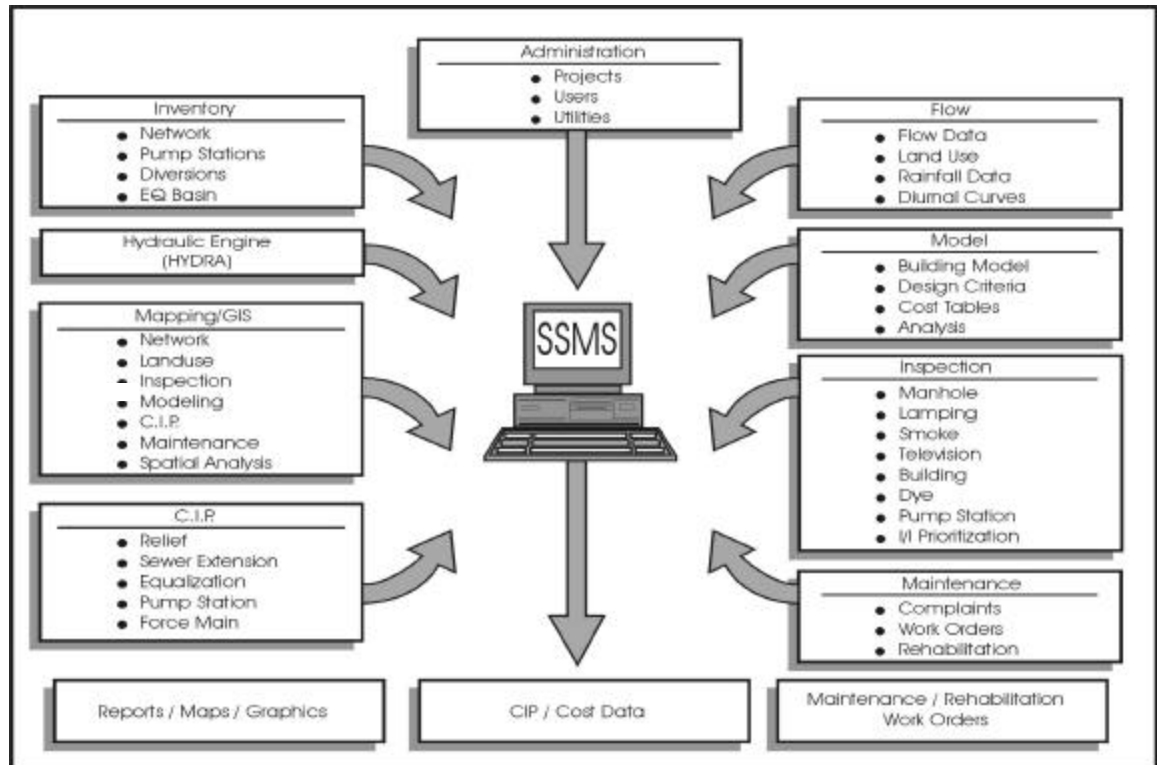 Administration
Projects
Users
Utilities
Inventory
Network
Pump Stations
Diversions
EQ Basin
Hydraulic Engine
(HYDRA)
Mapping/GIS
Network
Landuse
Inspection
Modeling
C.I.P.
Maintenance
Spatial Analysis
C.I.P.
Relief
Sewer Extension
Equalization
Pump Station
Force Main
SSMS
Flow
Flow Data
Land Use
Rainfall Data
Diurnal Curves
Model
Building Model
Design Criteria
Cost Tables
Analysis
Inspection
Manhole
Lamping
Smoke
Television
Building
Dye
Pump Station
I/I Prioritization
Maintenance
Complaints
Work Orders
Rehabilitation
Reports / Maps / Graphics
CIP / Cost Data
Maintenance / Rehabilitation
Work Orders